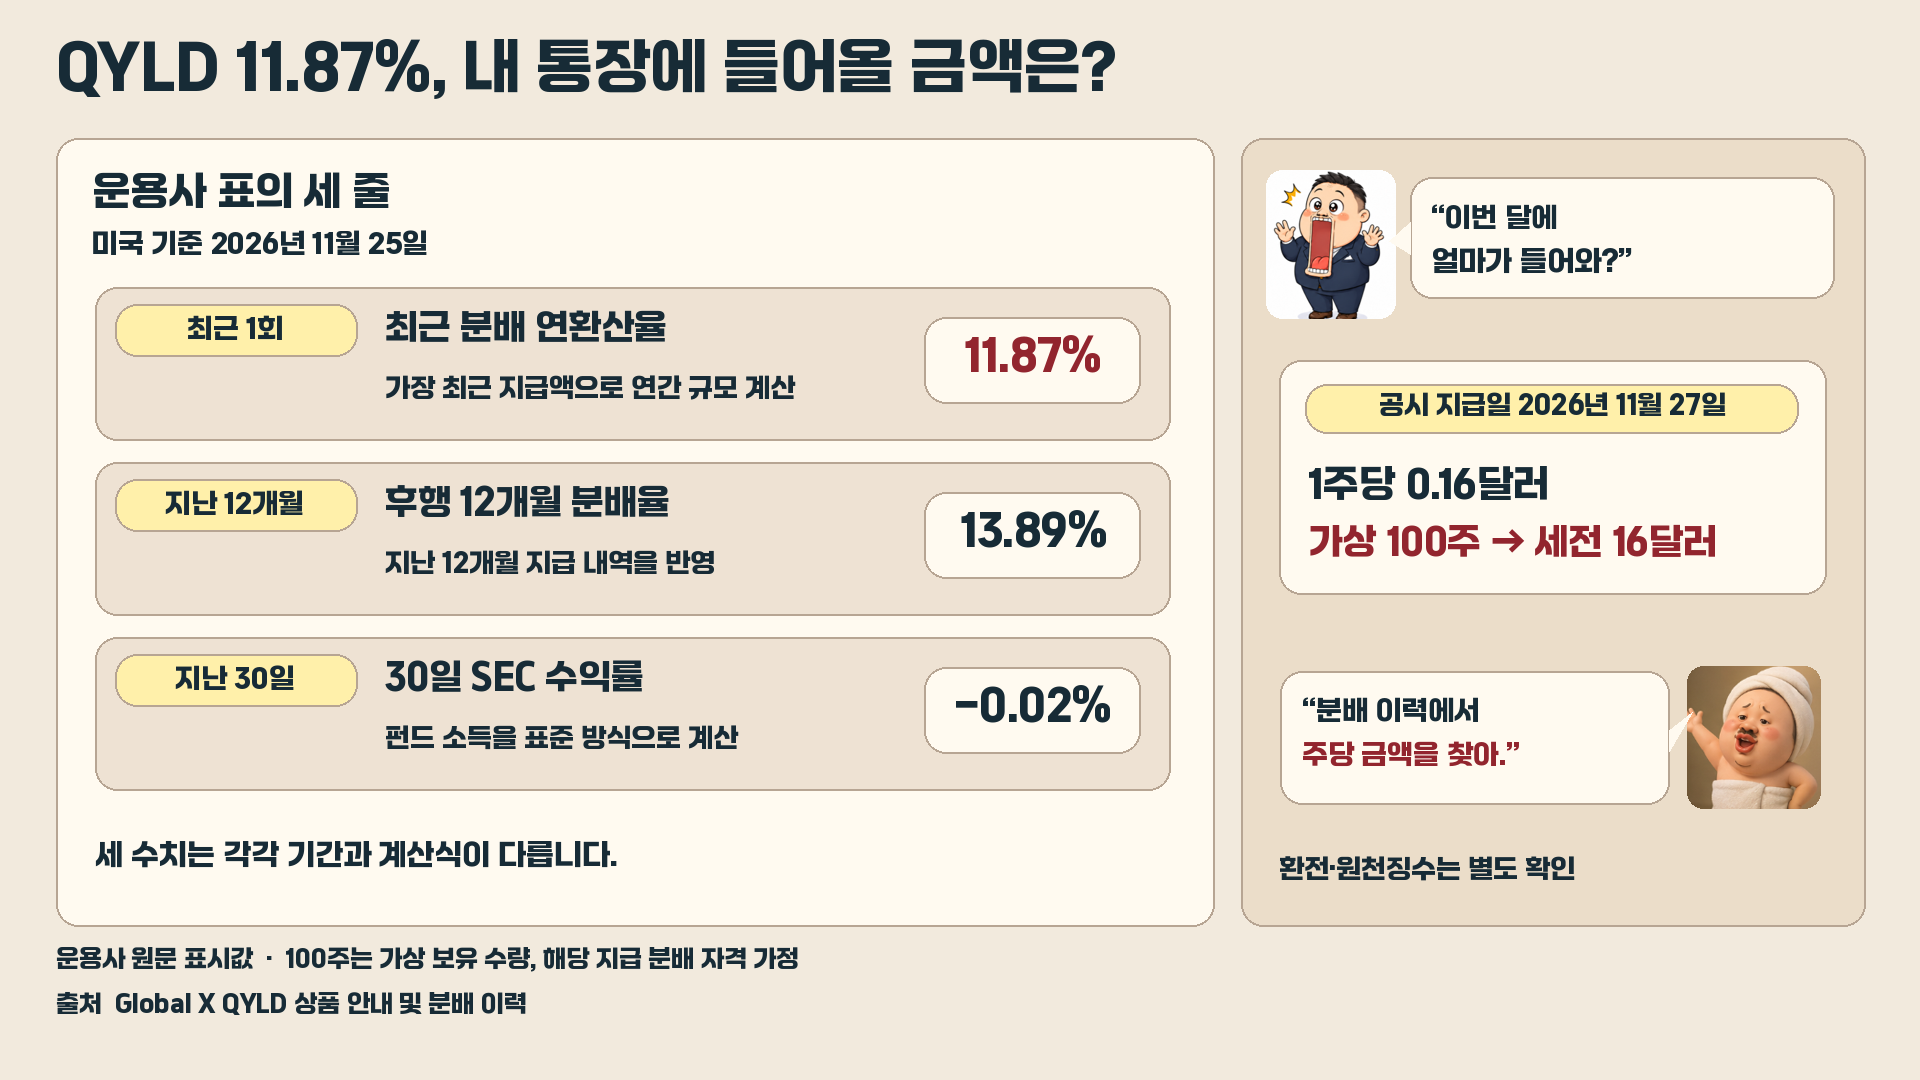 QYLD 11.87%, 내 통장에 들어올 금액은?
운용사 표의 세 줄
미국 기준 2026년 11월 25일
최근 1회
최근 분배 연환산율
가장 최근 지급액으로 연간 규모 계산
11.87%
지난 12개월
후행 12개월 분배율
지난 12개월 지급 내역을 반영
13.89%
지난 30일
30일 SEC 수익률
펀드 소득을 표준 방식으로 계산
-0.02%
세 수치는 각각 기간과 계산식이 다릅니다.
“이번 달에
얼마가 들어와?”
공시 지급일 2026년 11월 27일
1주당 0.16달러
가상 100주 → 세전 16달러
“분배 이력에서
주당 금액을 찾아.”
환전·원천징수는 별도 확인
운용사 원문 표시값 · 100주는 가상 보유 수량, 해당 지급 분배 자격 가정
출처 Global X QYLD 상품 안내 및 분배 이력